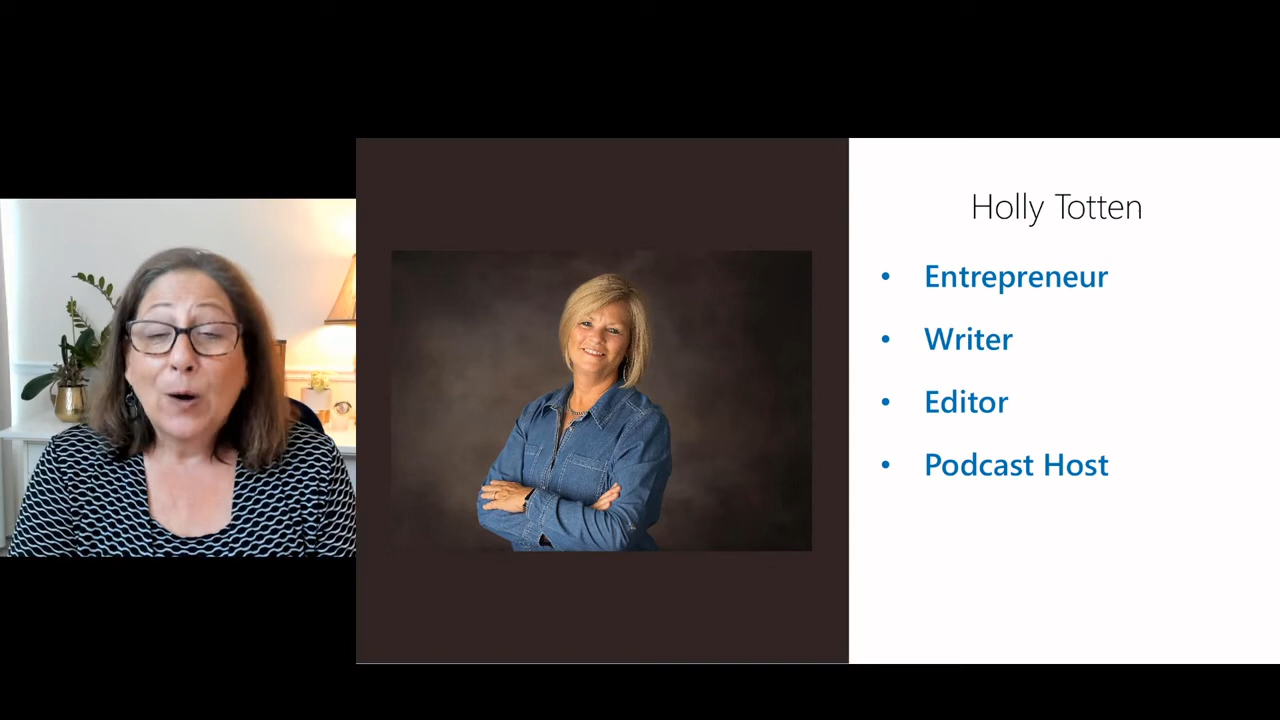 Holly Totten
• Entrepreneur
• Writer
• Editor
• Podcast Host